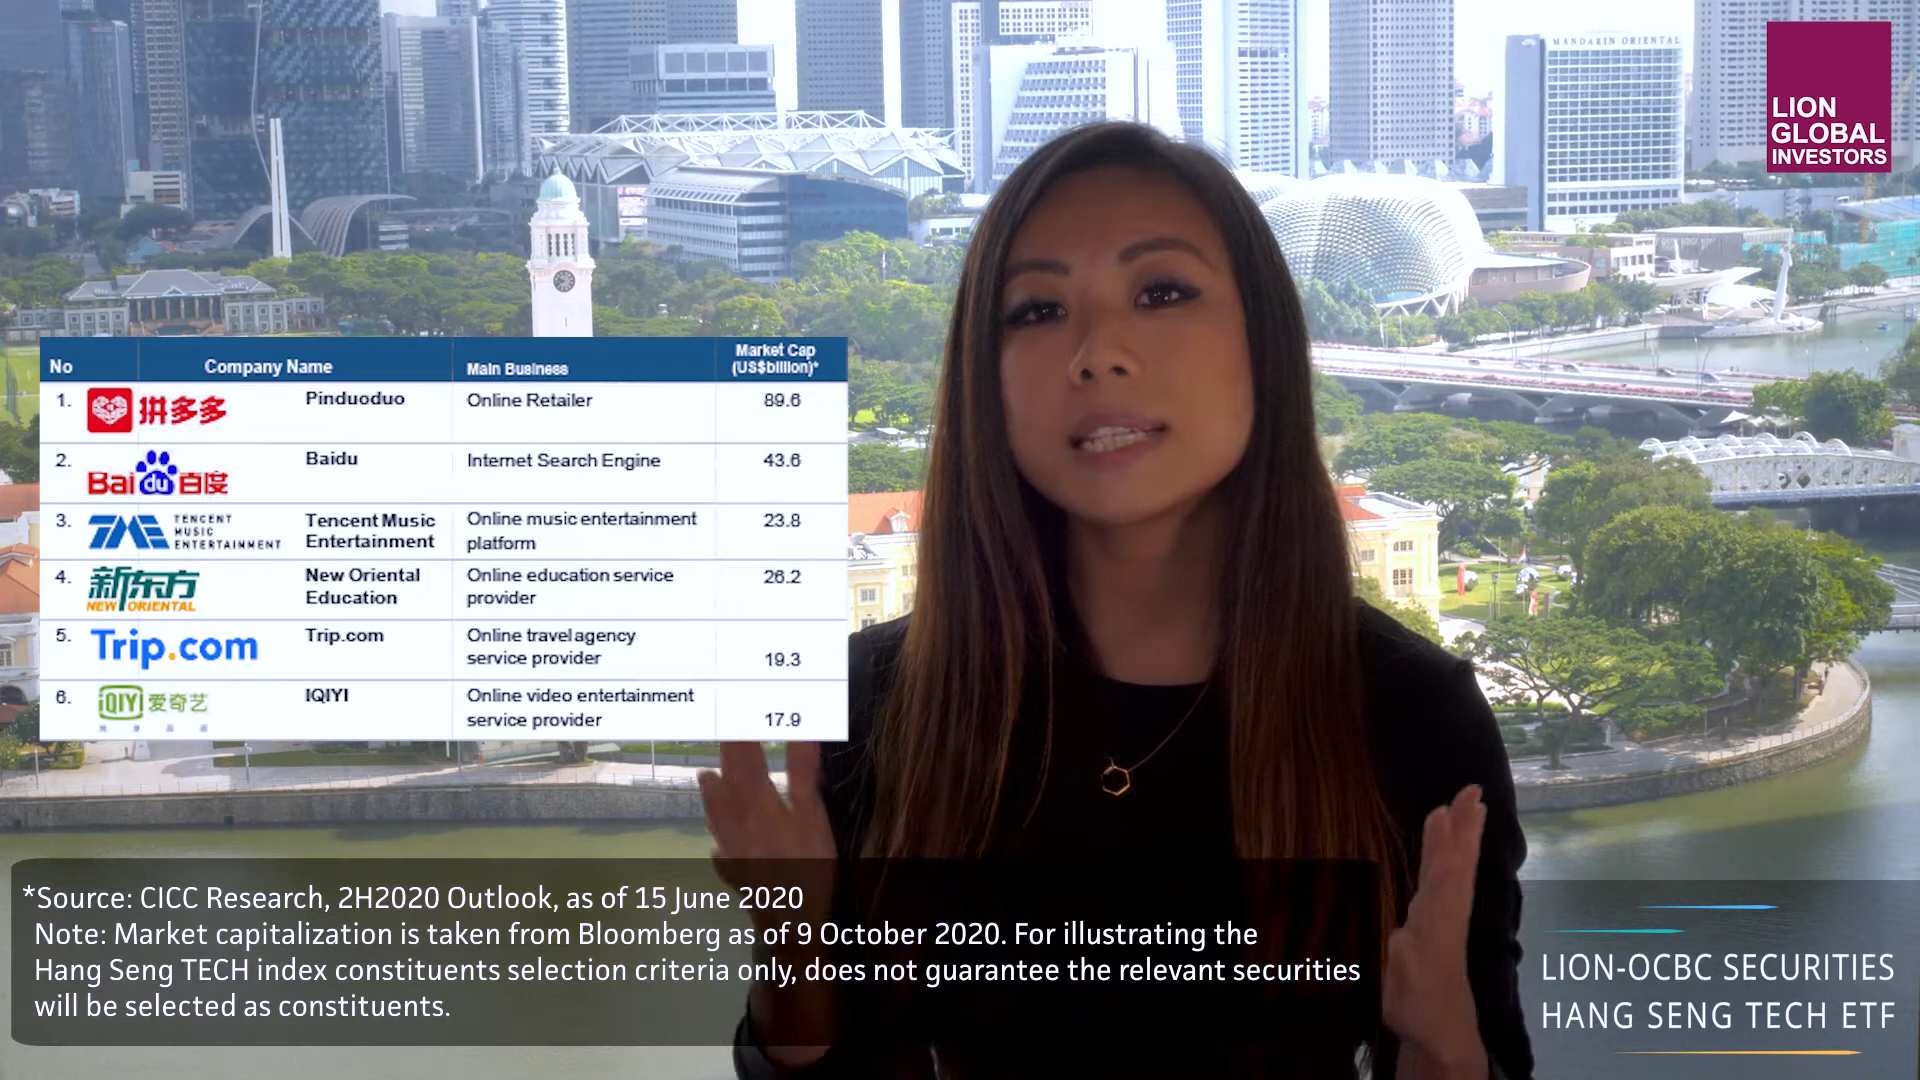 MANDARIN ORIENTAL
LION
GLOBAL
INVESTORS
No Company Name Main Business Market Cap (US$billion)*
1. 拼多多 Pinduoduo Online Retailer 89.6
2. Bai du 百度 Baidu Internet Search Engine 43.6
3. TME TENCENT MUSIC ENTERTAINMENT Tencent Music Entertainment Online music entertainment platform 23.8
4. 新东方 NEW ORIENTAL New Oriental Education Online education service provider 26.2
5. Trip.com Trip.com Online travel agency service provider 19.3
6. iQIYI 爱奇艺 IQIYI Online video entertainment service provider 17.9
*Source: CICC Research, 2H2020 Outlook, as of 15 June 2020
Note: Market capitalization is taken from Bloomberg as of 9 October 2020. For illustrating the
Hang Seng TECH index constituents selection criteria only, does not guarantee the relevant securities
will be selected as constituents.
LION-OCBC SECURITIES
HANG SENG TECH ETF